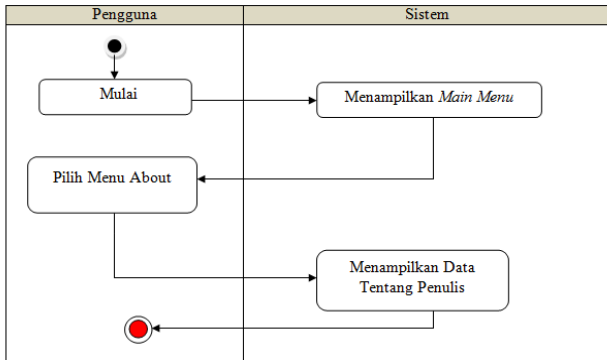 Pengguna
Sistem
Mulai
Menampilkan Main Menu
Pilih Menu About
Menampilkan Data
Tentang Penulis